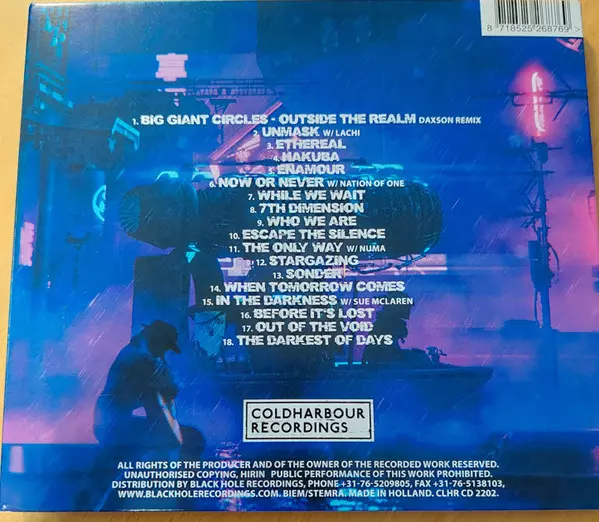 8 718525 268769 >
1. BIG GIANT CIRCLES - OUTSIDE THE REALM DAXSON REMIX
2. UNMASK W/ LACHI
3. ETHEREAL
4. HAKUBA
5. ENAMOUR
6. NOW OR NEVER W/ NATION OF ONE
7. WHILE WE WAIT
8. 7TH DIMENSION
9. WHO WE ARE
10. ESCAPE THE SILENCE
11. THE ONLY WAY W/ NUMA
12. STARGAZING
13. SONDER
14. WHEN TOMORROW COMES
15. IN THE DARKNESS W/ SUE MCLAREN
16. BEFORE IT'S LOST
17. OUT OF THE VOID
18. THE DARKEST OF DAYS
COLDHARBOUR
RECORDINGS
ALL RIGHTS OF THE PRODUCER AND OF THE OWNER OF THE RECORDED WORK RESERVED.
UNAUTHORISED COPYING, HIRIN PUBLIC PERFORMANCE OF THIS WORK PROHIBITED.
DISTRIBUTION BY BLACK HOLE RECORDINGS, PHONE +31-76-5209805, FAX +31-76-5138103,
WWW.BLACKHOLERECORDINGS.COM. BIEM/STEMRA. MADE IN HOLLAND. CLHR CD 2202.